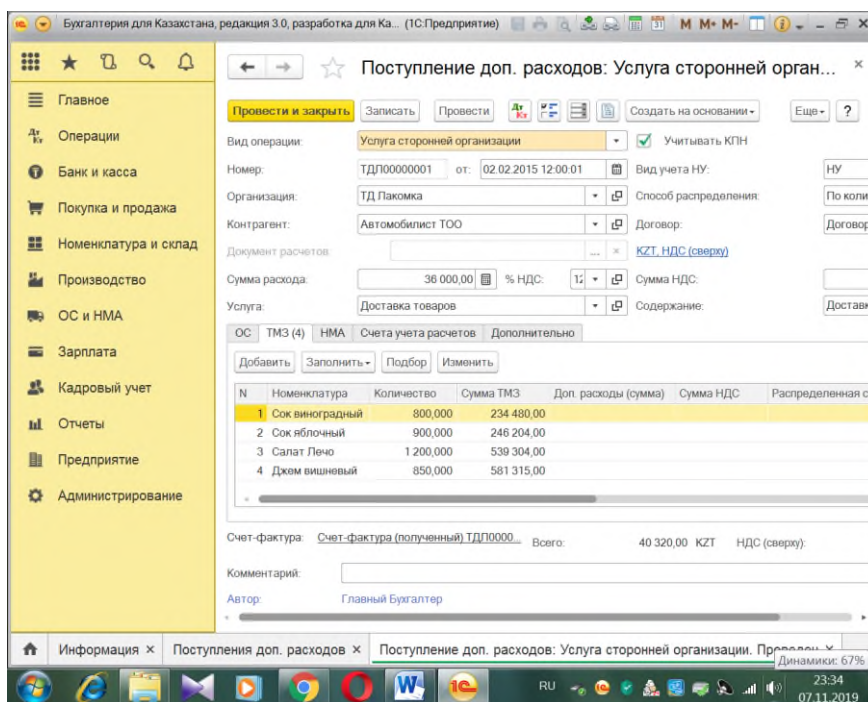 Бухгалтерия для Казахстана, редакция 3.0, разработка для Ка... (1С:Предприятие) M M+ M-
Главное
Операции
Банк и касса
Покупка и продажа
Номенклатура и склад
Производство
ОС и НМА
Зарплата
Кадровый учет
Отчеты
Предприятие
Администрирование
Поступление доп. расходов: Услуга сторонней орган...
Провести и закрыть Записать Провести Создать на основании Еще ?
Вид операции: Услуга сторонней организации Учитывать КПН
Номер: ТДЛ00000001 от: 02.02.2015 12:00:01 Вид учета НУ: НУ
Организация: ТД Лакомка Способ распределения: По коли
Контрагент: Автомобилист ТОО Договор: Договор
Документ расчетов: KZT, НДС (сверху)
Сумма расхода: 36 000,00 % НДС: 12 Сумма НДС:
Услуга: Доставка товаров Содержание: Достав
ОС ТМЗ (4) НМА Счета учета расчетов Дополнительно
Добавить Заполнить Подбор Изменить
N Номенклатура Количество Сумма ТМЗ Доп. расходы (сумма) Сумма НДС Распределенная с
1 Сок виноградный 800,000 234 480,00
2 Сок яблочный 900,000 246 204,00
3 Салат Лечо 1 200,000 539 304,00
4 Джем вишневый 850,000 581 315,00
Счет-фактура: Счет-фактура (полученный) ТДЛ0000... Всего: 40 320,00 KZT НДС (сверху):
Комментарий:
Автор: Главный Бухгалтер
Информация × Поступления доп. расходов × Поступление доп. расходов: Услуга сторонней организации. Проведен ×
Динамики: 67%
RU 23:34
07.11.2019